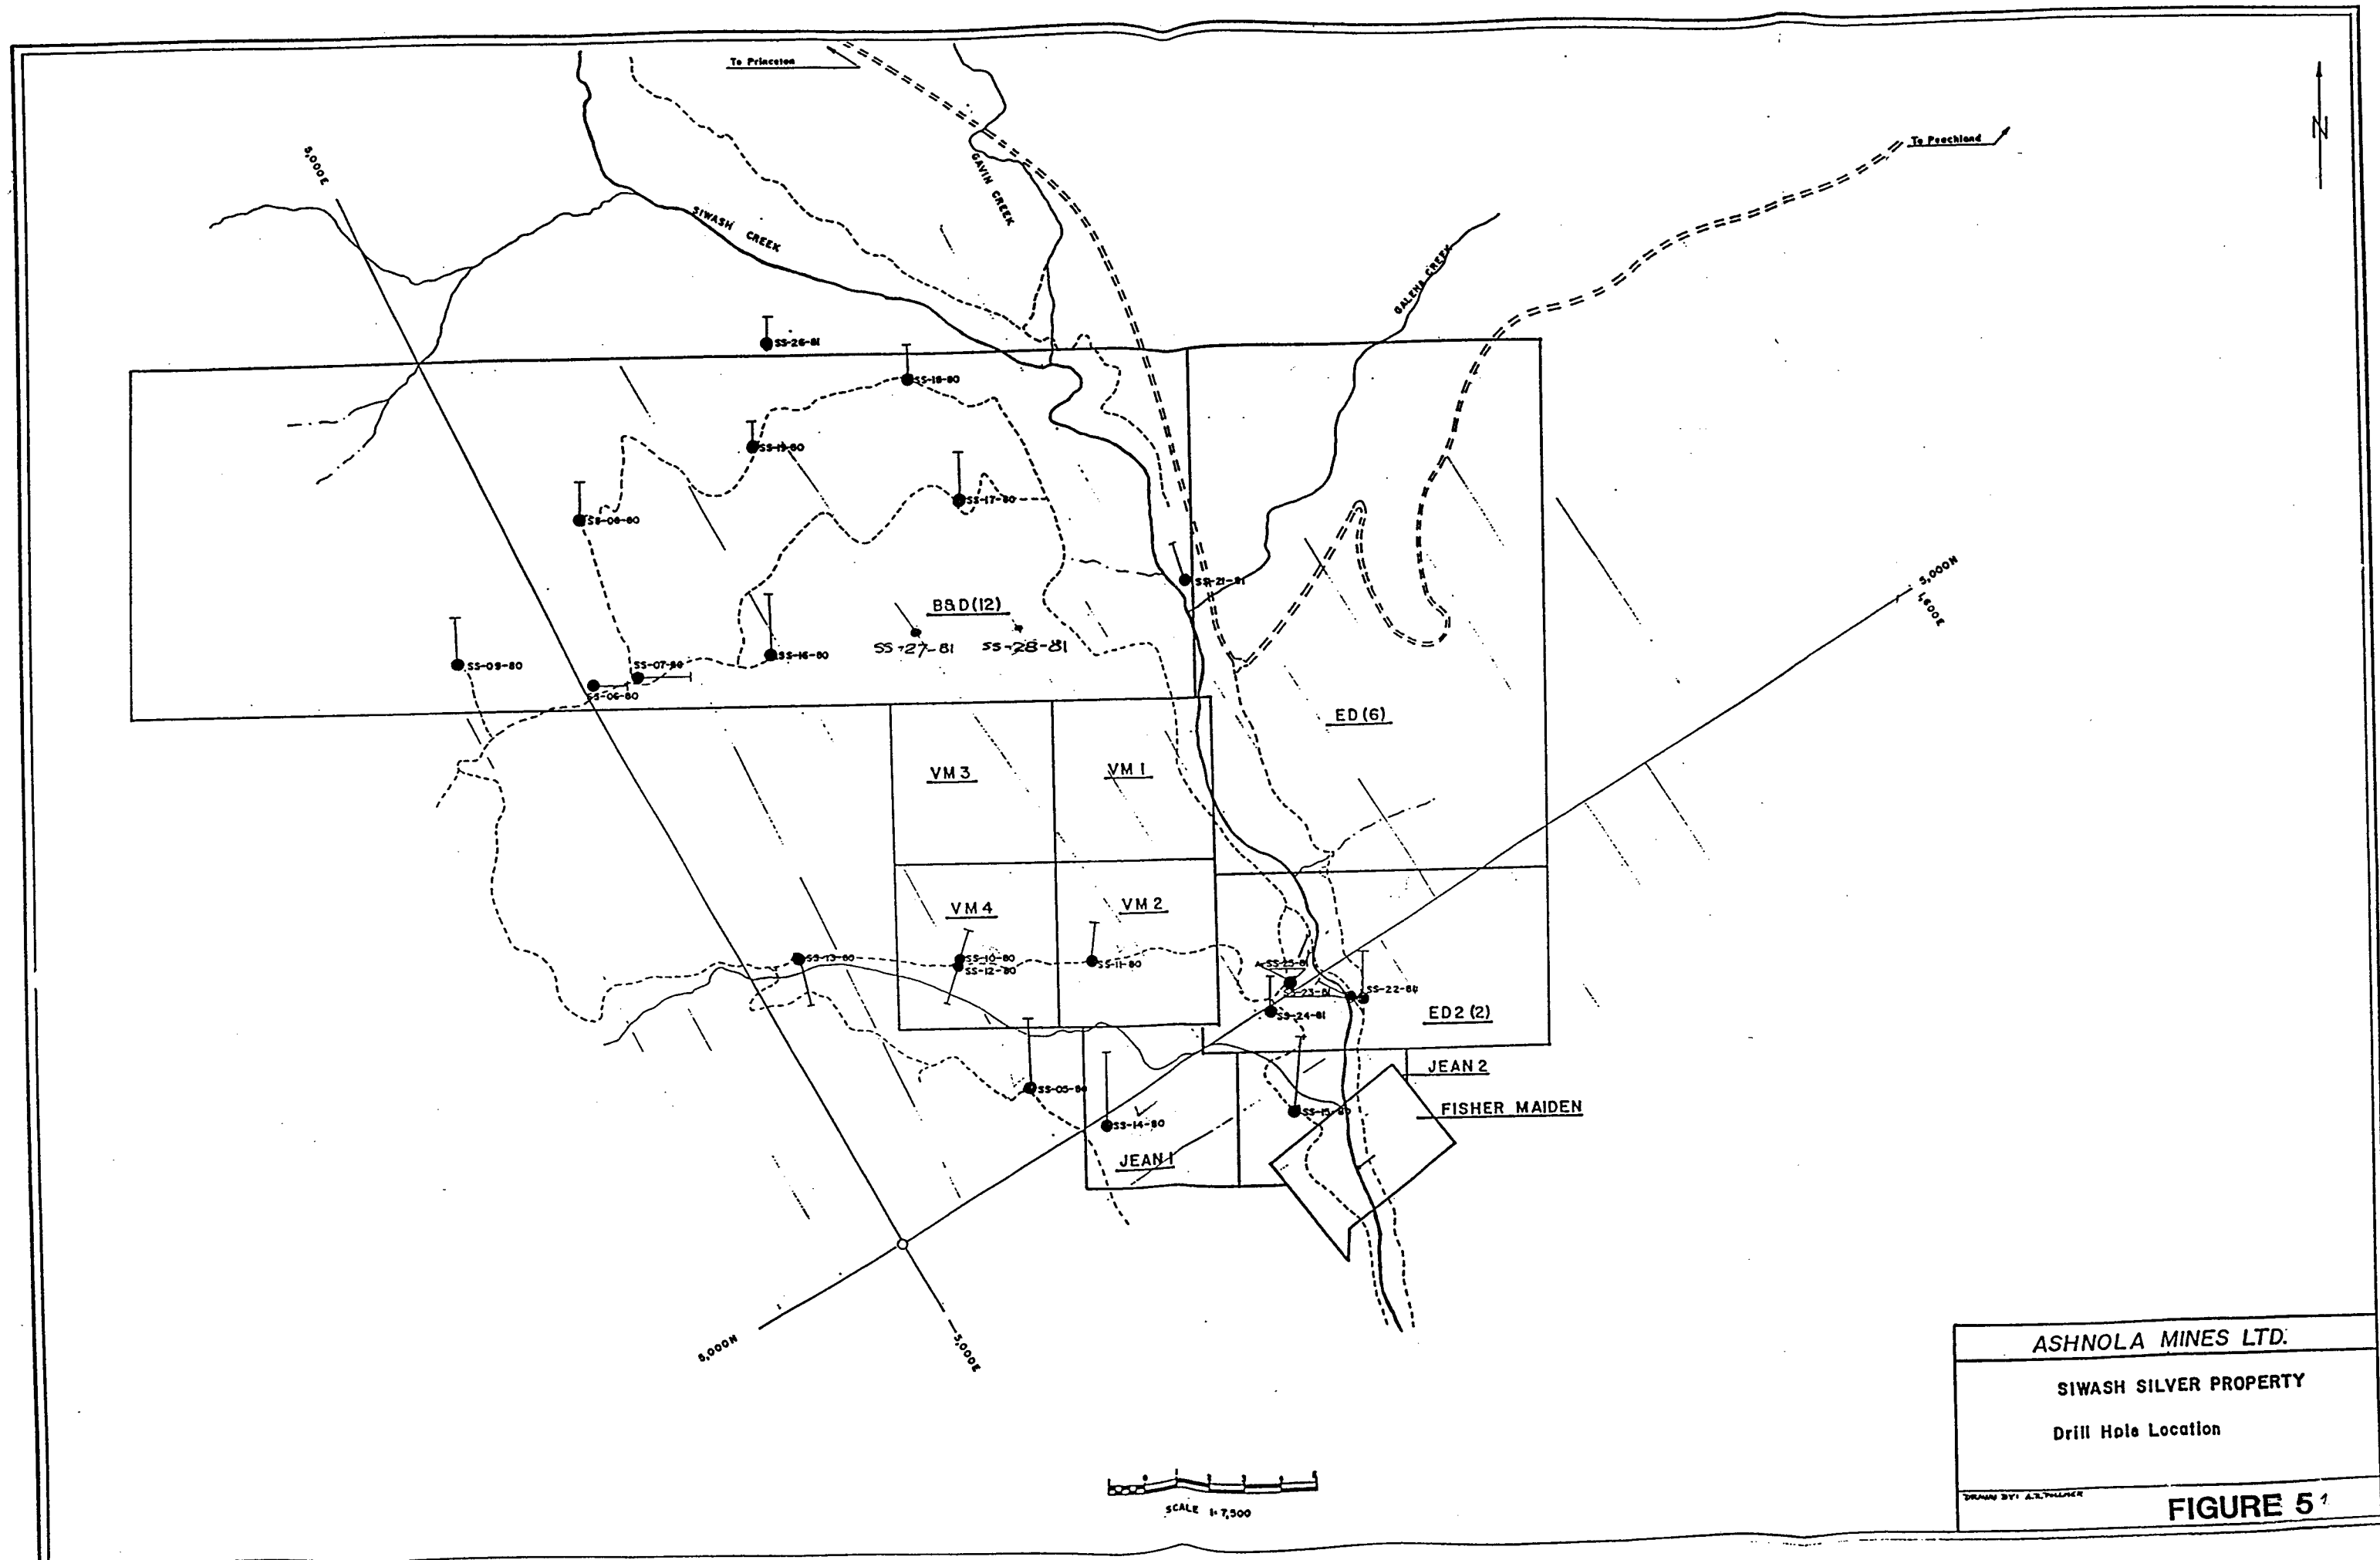 To Princeton
To Peechland
N
5,000E
GAVIN CREEK
SIWASH CREEK
GALENA CREEK
SS-26-81
SS-18-80
SS-19-80
SS-17-80
SS-08-80
SS-21-81
5,000N
1,600E
B&D(12)
SS-27-81
SS-28-81
SS-09-80
SS-07-80
SS-16-80
SS-06-80
ED(6)
VM 3
VM 1
VM 4
VM 2
SS-13-80
SS-10-80
SS-12-80
SS-11-80
SS-25-81
SS-23-81
SS-22-81
SS-24-81
ED2(2)
JEAN 2
SS-05-80
FISHER MAIDEN
SS-15-80
SS-14-80
JEAN 1
5,000N
5,000E
ASHNOLA MINES LTD.
SIWASH SILVER PROPERTY
Drill Hole Location
SCALE 1:7,500
DRAWN BY:
FIGURE 5